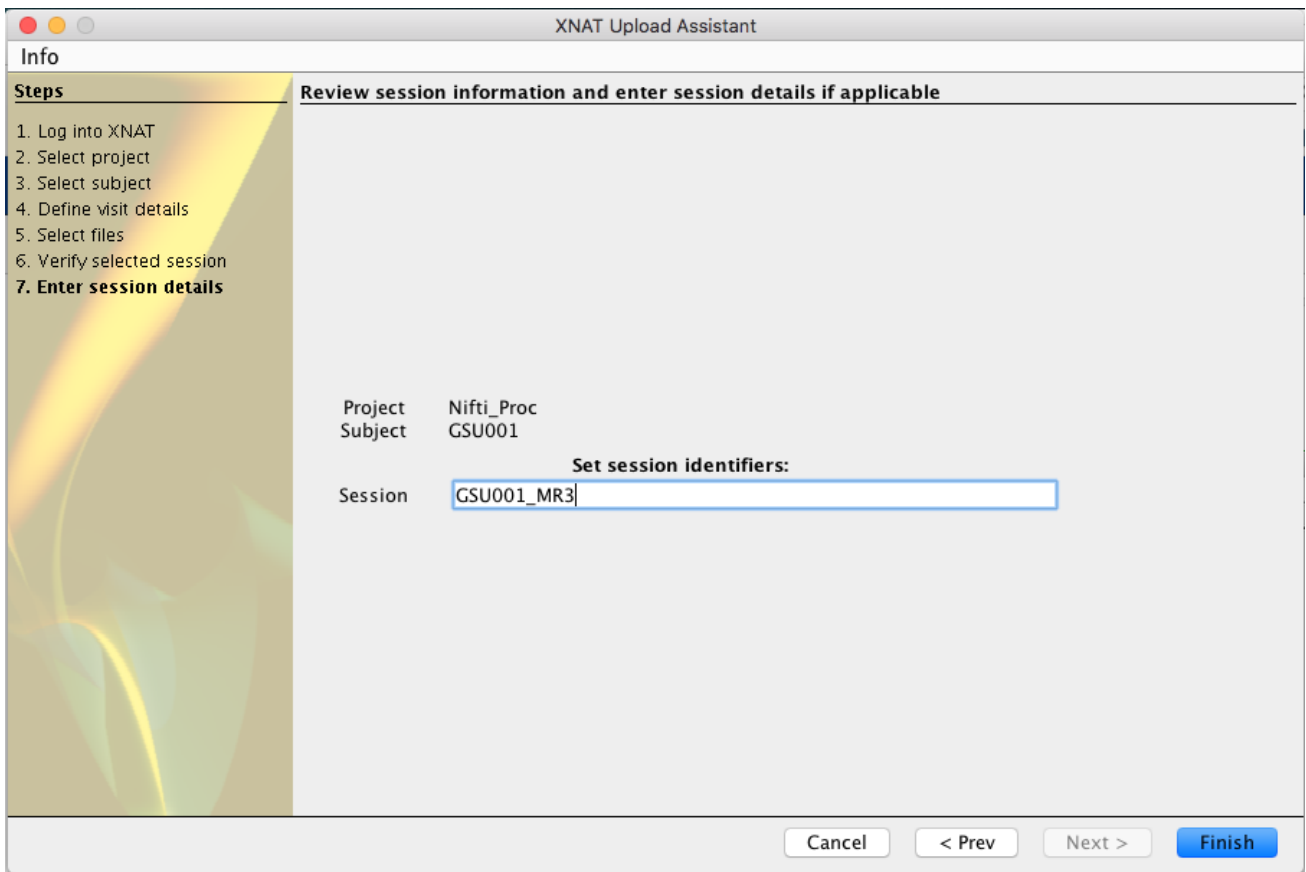 XNAT Upload Assistant
Info
Steps
1. Log into XNAT
2. Select project
3. Select subject
4. Define visit details
5. Select files
6. Verify selected session
7. Enter session details
Review session information and enter session details if applicable
Project Nifti_Proc
Subject GSU001
Set session identifiers:
Session GSU001_MR3
Cancel < Prev Next > Finish